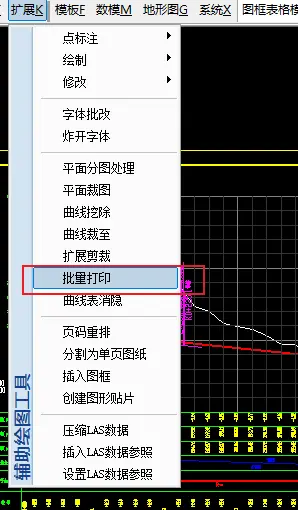 扩展K 模板F 数模M 地形图G 系统X 图框表格模
点标注
绘制
修改
字体批改
炸开字体
平面分图处理
平面裁图
曲线挖除
曲线裁至
扩展剪裁
批量打印
曲线表消隐
页码重排
分割为单页图纸
插入图框
创建图形贴片
压缩LAS数据
插入LAS数据参照
设置LAS数据参照
辅助绘图工具